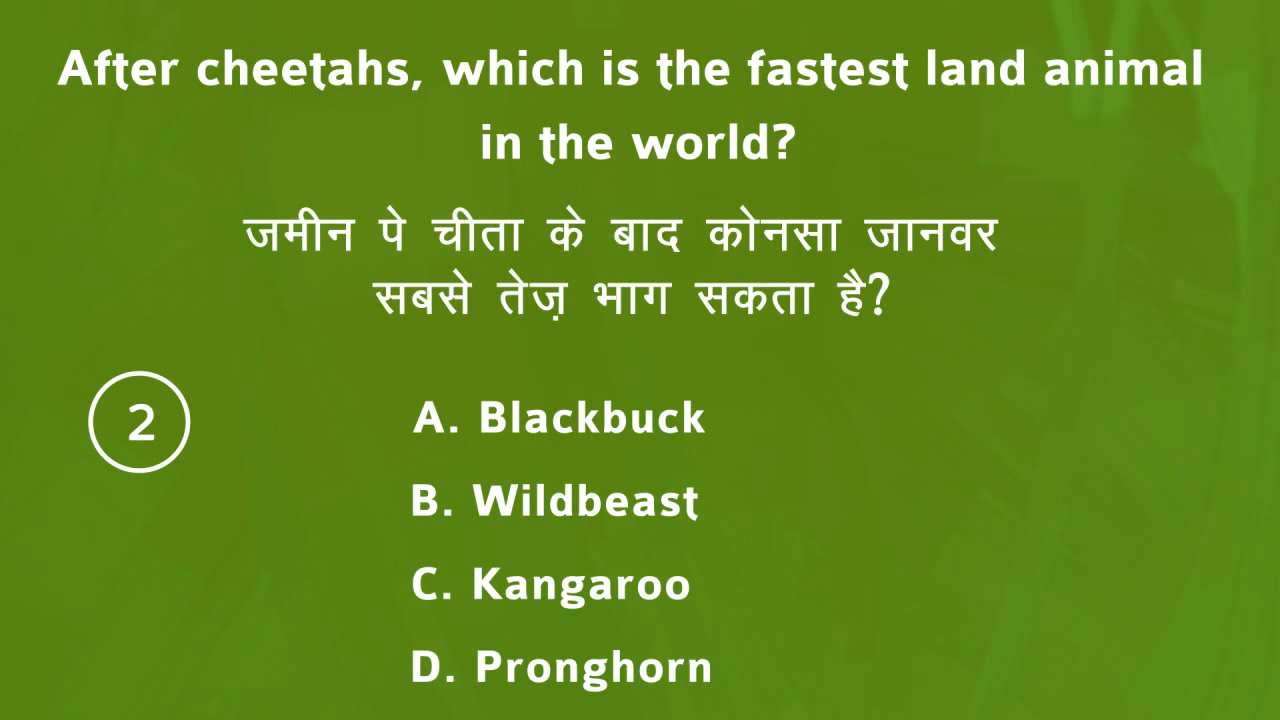 After cheetahs, which is the fastest land animal
in the world?
जमीन पे चीता के बाद कोनसा जानवर
सबसे तेज़ भाग सकता है?
2
A. Blackbuck
B. Wildbeast
C. Kangaroo
D. Pronghorn